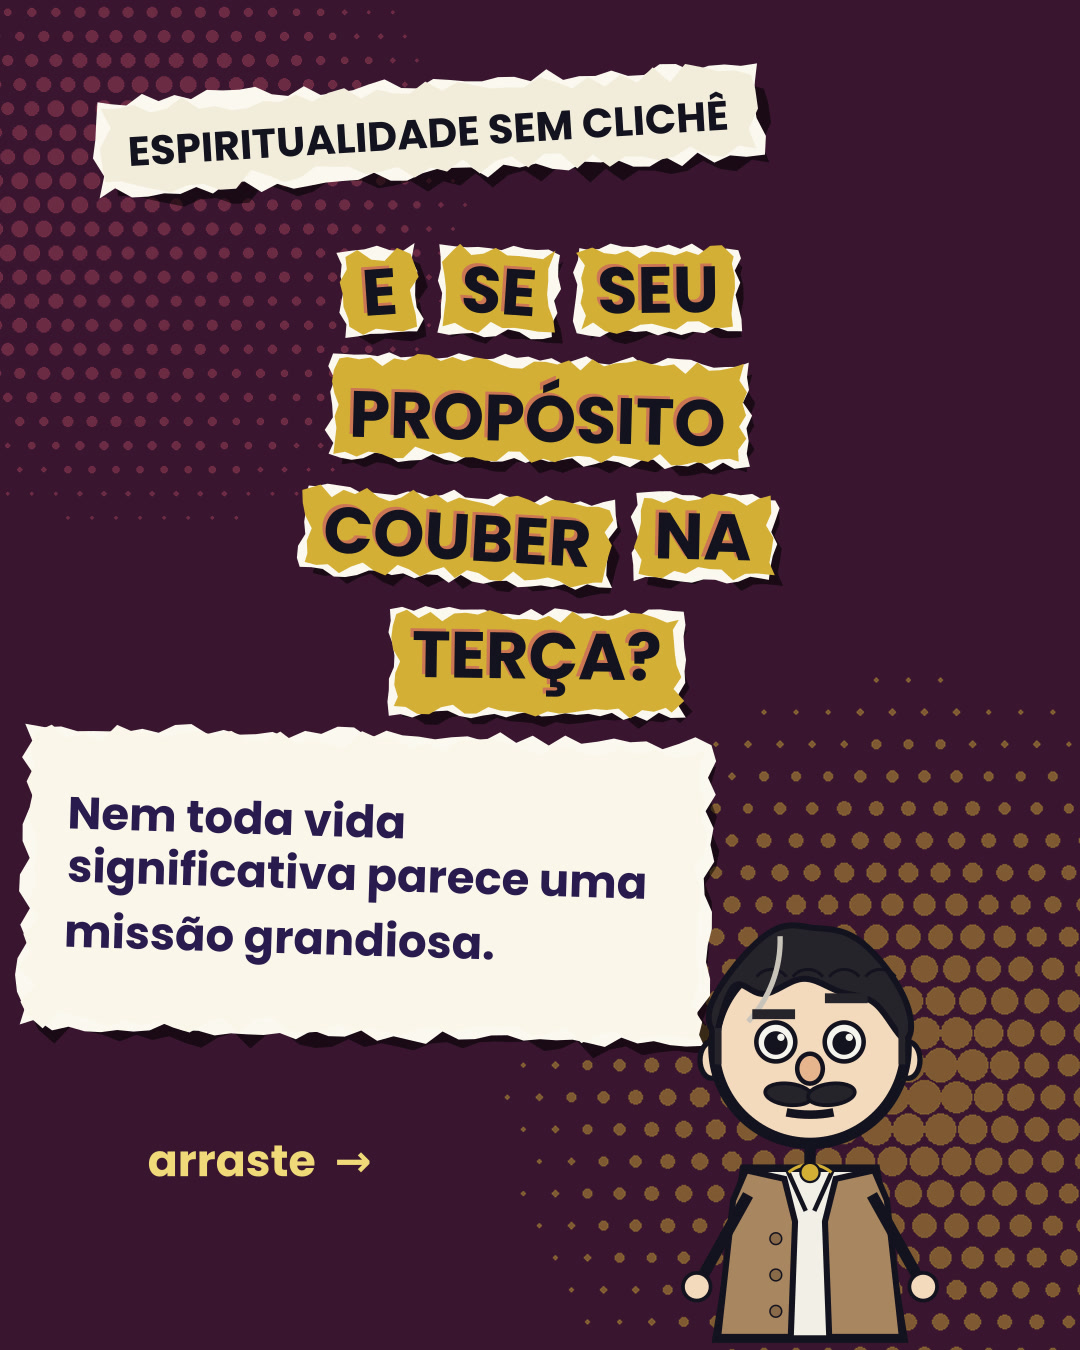 ESPIRITUALIDADE SEM CLICHÊ
E SE SEU
PROPÓSITO
COUBER NA
TERÇA?
Nem toda vida
significativa parece uma
missão grandiosa.
arraste →